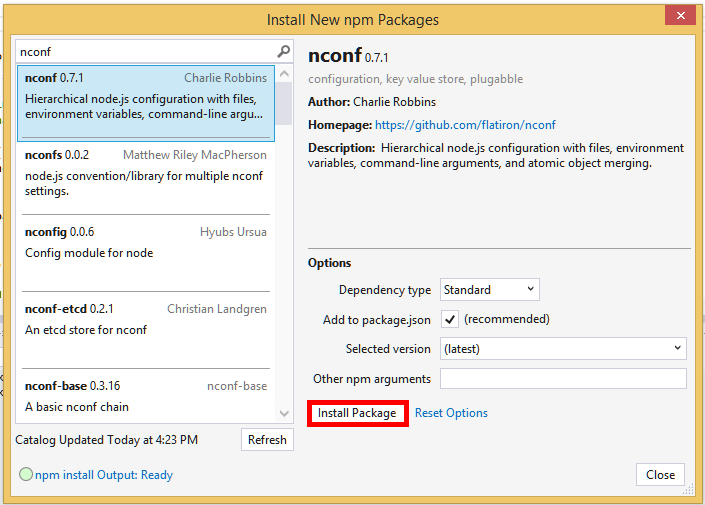 Install New npm Packages
nconf
nconf 0.7.1 Charlie Robbins
Hierarchical node.js configuration with files,
environment variables, command-line argu...
nconfs 0.0.2 Matthew Riley MacPherson
node.js convention/library for multiple nconf
settings.
nconfig 0.0.6 Hyubs Ursua
Config module for node
nconf-etcd 0.2.1 Christian Landgren
An etcd store for nconf
nconf-base 0.3.16 nconf-base
A basic nconf chain
Catalog Updated Today at 4:23 PM
Refresh
nconf 0.7.1
configuration, key value store, plugabble
Author: Charlie Robbins
Homepage: https://github.com/flatiron/nconf
Description: Hierarchical node.js configuration with files, environment
variables, command-line arguments, and atomic object merging.
Options
Dependency type Standard
Add to package.json (recommended)
Selected version (latest)
Other npm arguments
Install Package Reset Options
npm install Output: Ready
Close